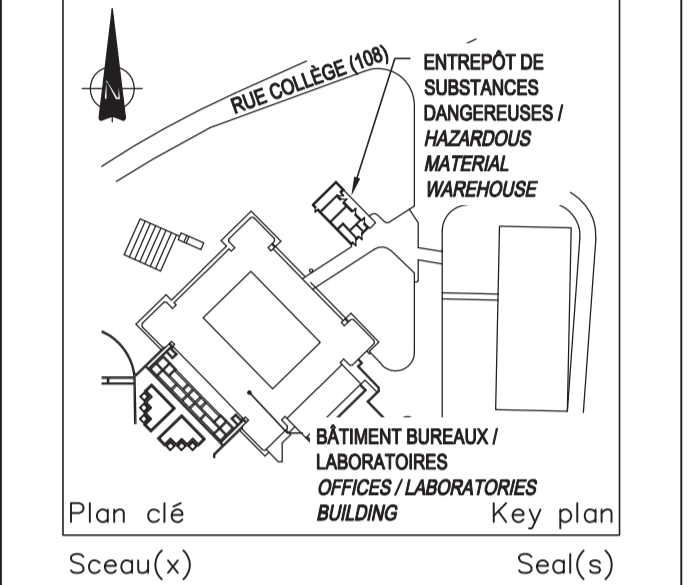 N
RUE COLLÈGE (108)
ENTREPÔT DE
SUBSTANCES
DANGEREUSES /
HAZARDOUS
MATERIAL
WAREHOUSE
BÂTIMENT BUREAUX /
LABORATOIRES
OFFICES / LABORATORIES
BUILDING
Plan clé Key plan
Sceau(x) Seal(s)